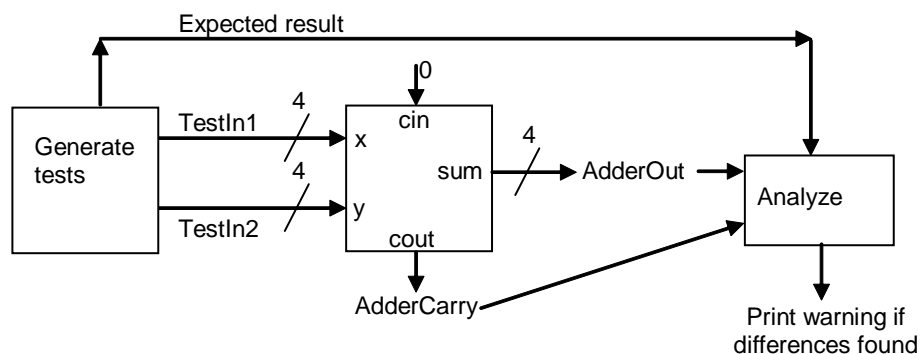 Expected result
0
4
TestIn1
Generate
tests
x
cin
4
sum
AdderOut
Analyze
4
y
TestIn2
cout
AdderCarry
Print warning if
differences found